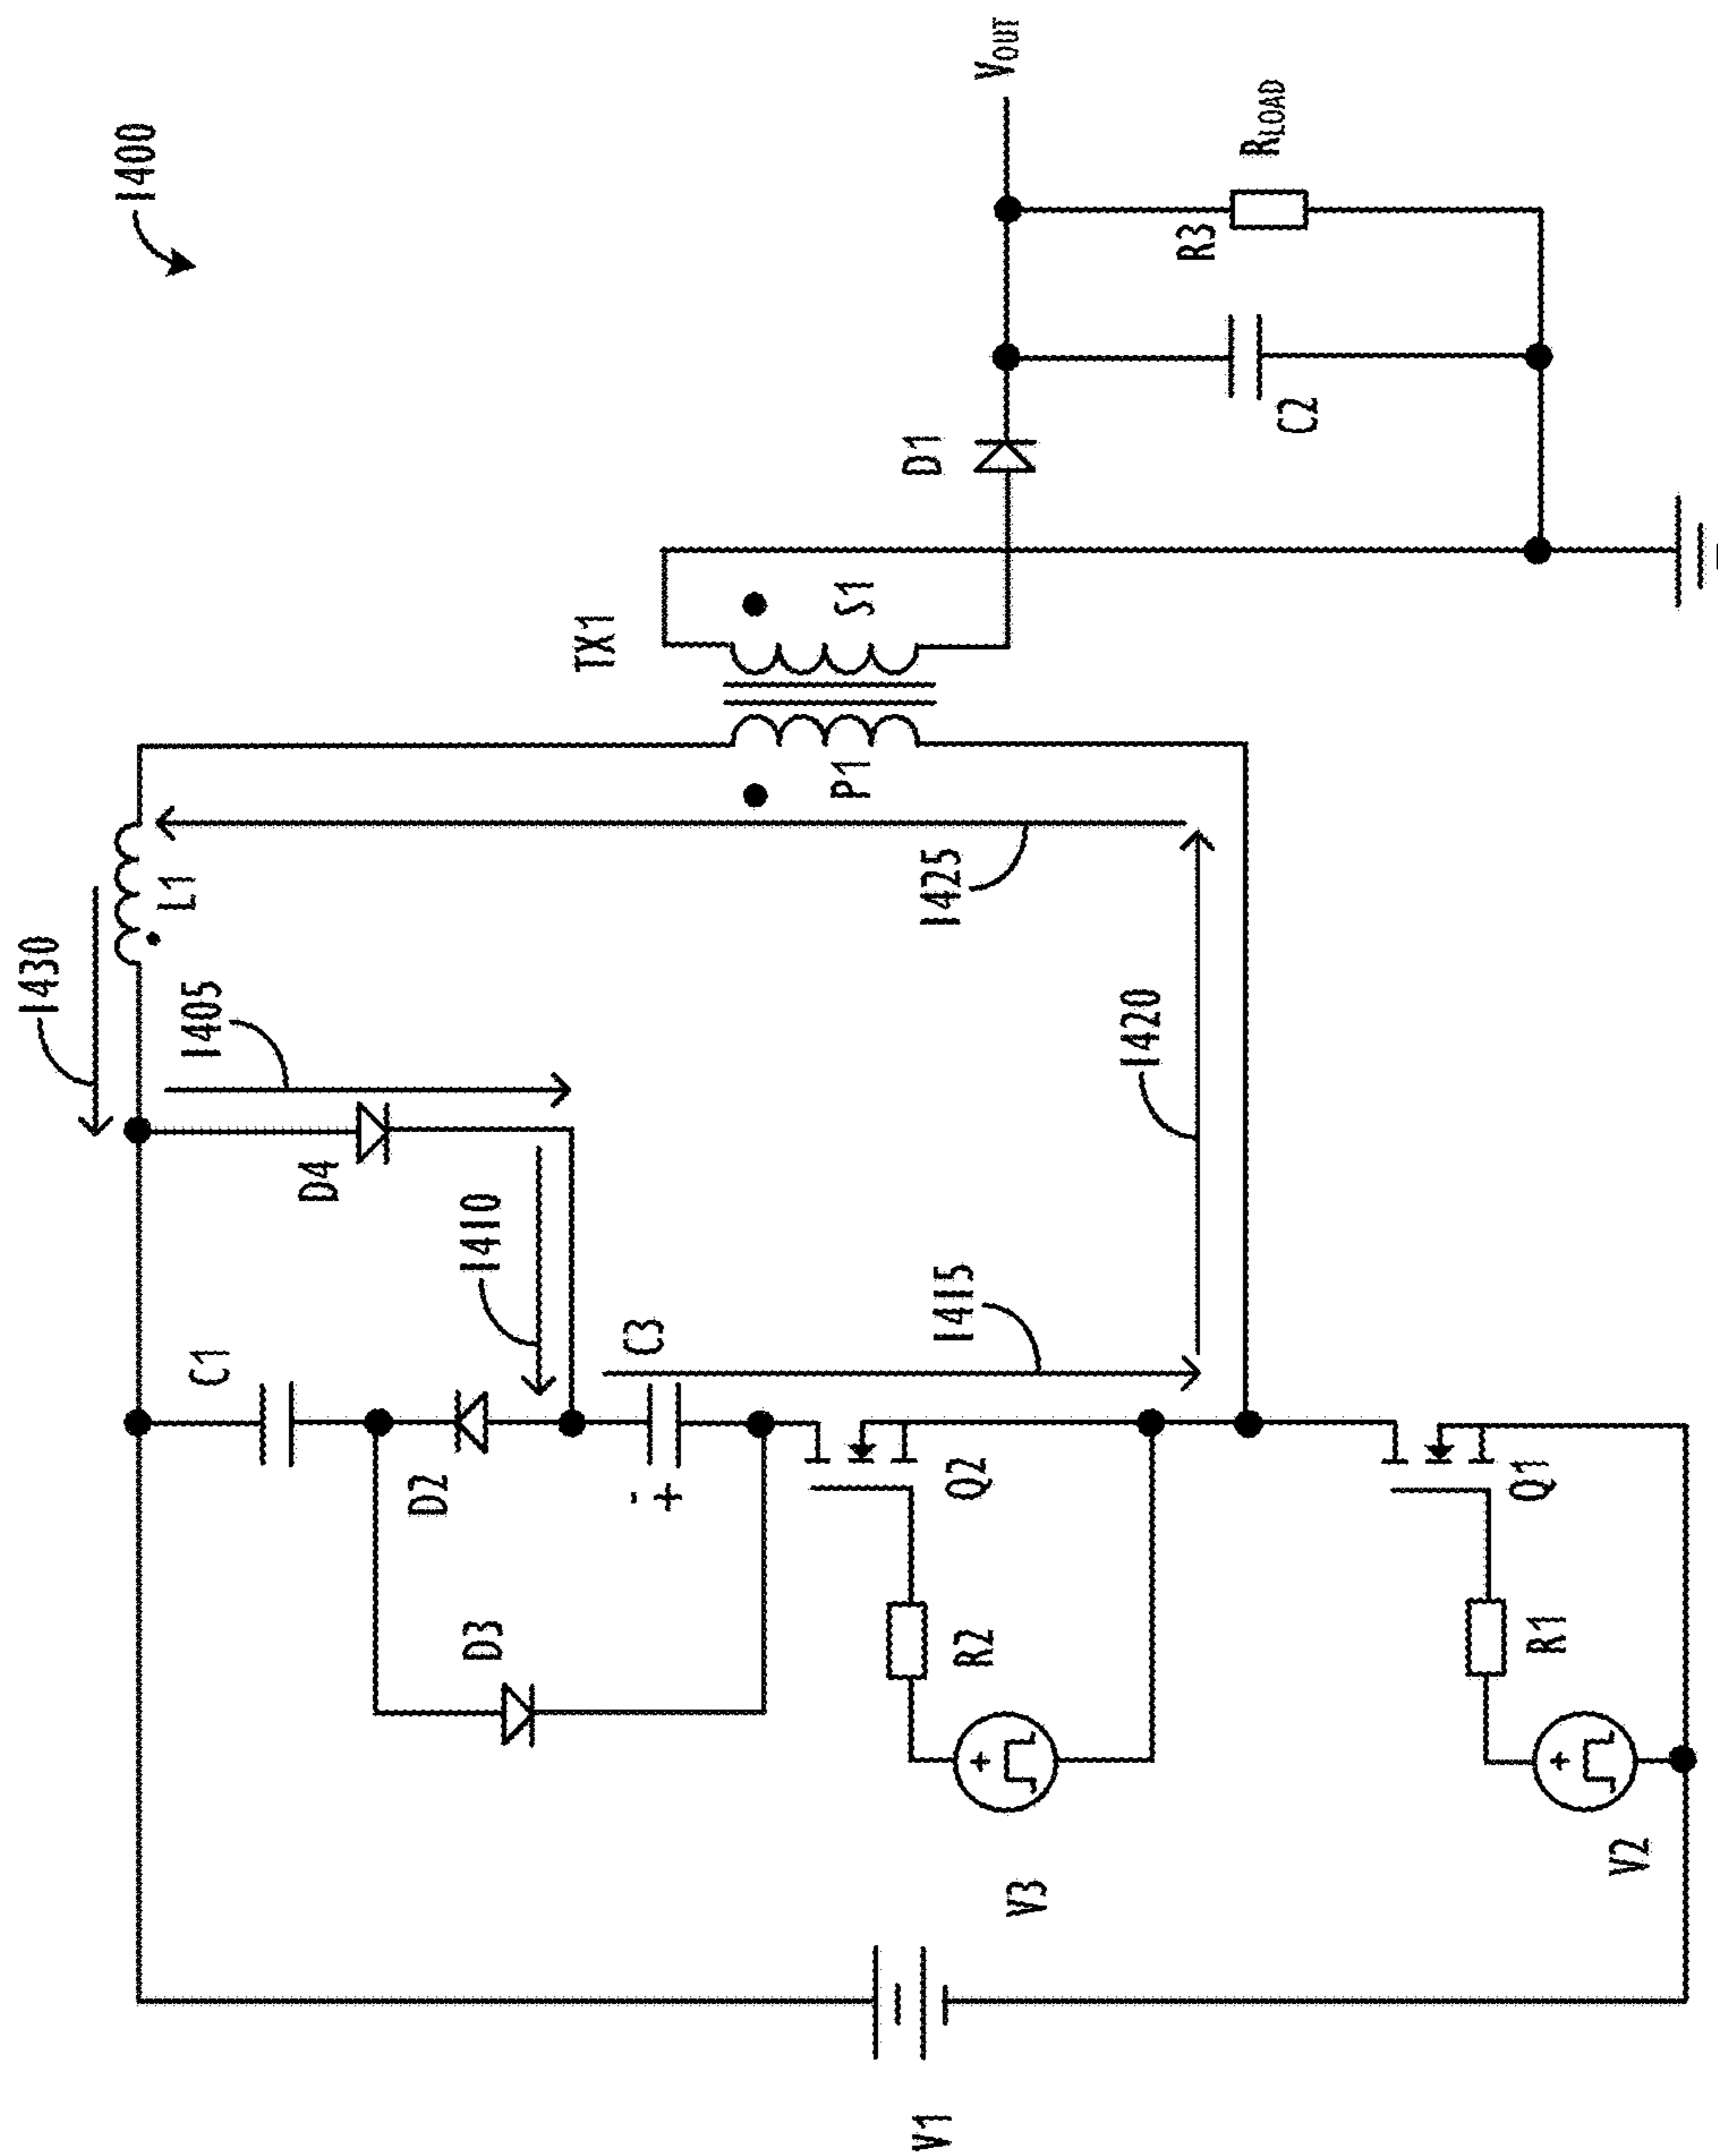 1400
VOUT
RLOAD
R3
C2
D1
TX1
S1
P1
L1
1430
1405
1425
D4
1410
1420
C1
C3
1415
D2
- +
Q2
Q1
D3
R2
R1
+
+
V3
V2
V1